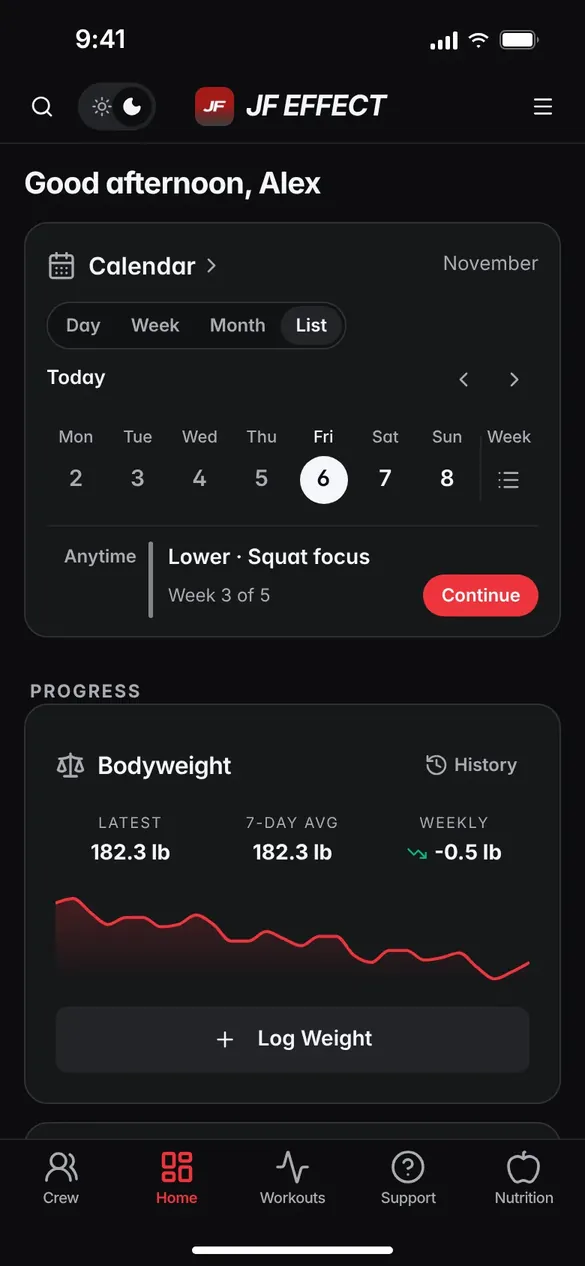 9:41
JF JF EFFECT
Good afternoon, Alex
Calendar November
Day Week Month List
Today
Mon Tue Wed Thu Fri Sat Sun Week
2 3 4 5 6 7 8
Anytime Lower · Squat focus
Week 3 of 5 Continue
PROGRESS
Bodyweight History
LATEST 7-DAY AVG WEEKLY
182.3 lb 182.3 lb -0.5 lb
+ Log Weight
Crew Home Workouts Support Nutrition